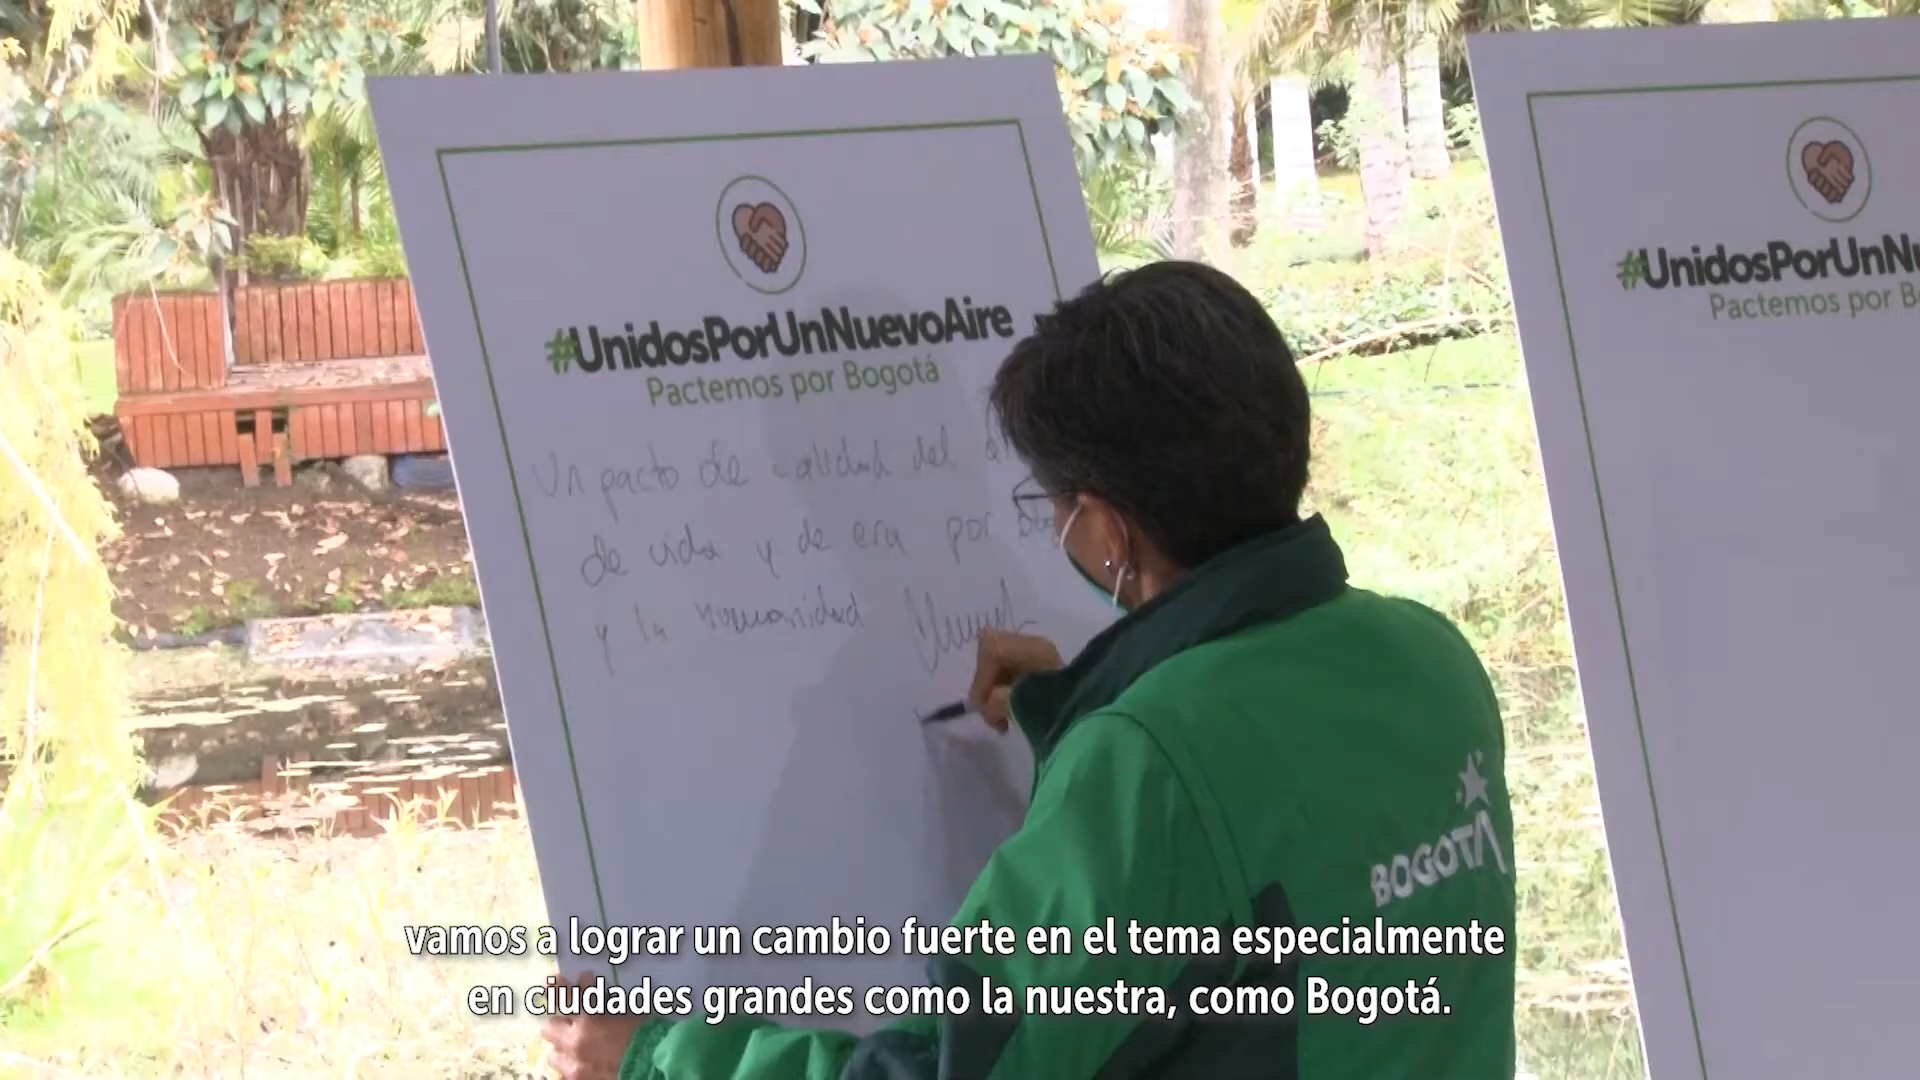 #UnidosPorUnNuevoAire
Pactemos por Bogotá
Un pacto de calidad del
de vida y de era por
y la humanidad
#UnidosPorUnNu
Pactemos por B
BOGOTÁ
vamos a lograr un cambio fuerte en el tema especialmente
en ciudades grandes como la nuestra, como Bogotá.